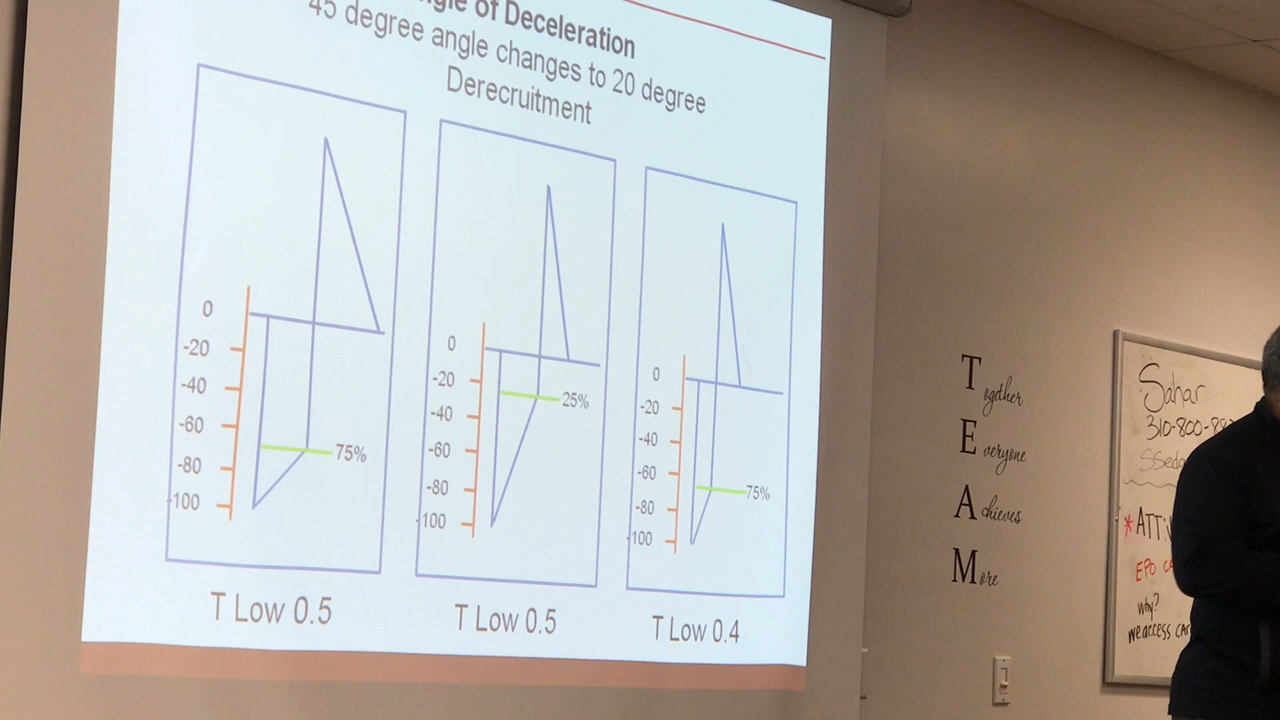 of Deceleration
45 degree angle changes to 20 degree
Derecruitment
0
-20
-40
-60
-80
-100
75%
T Low 0.5
0
-20
-40
-60
-80
-100
25%
T Low 0.5
0
-20
-40
-60
-80
-100
75%
T Low 0.4
Together
Everyone
Achieves
More
Sahar
310-800-
* ATTi
EPO
why?
we access